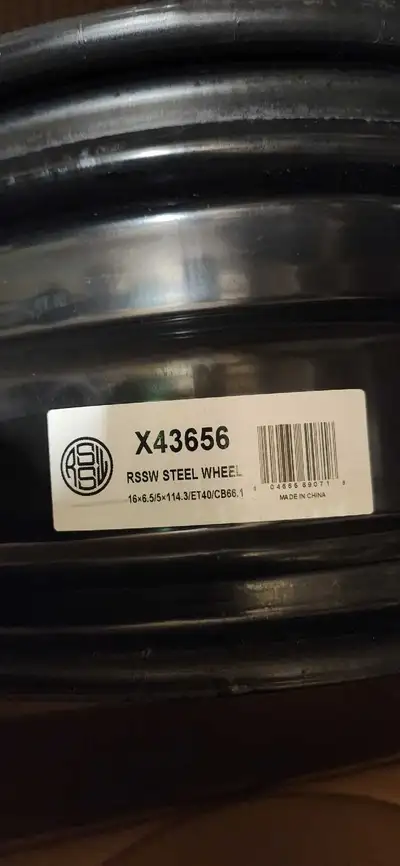 RSSW
X43656
RSSW STEEL WHEEL
16×6.5/5×114.3/ET40/CB66.1
MADE IN CHINA